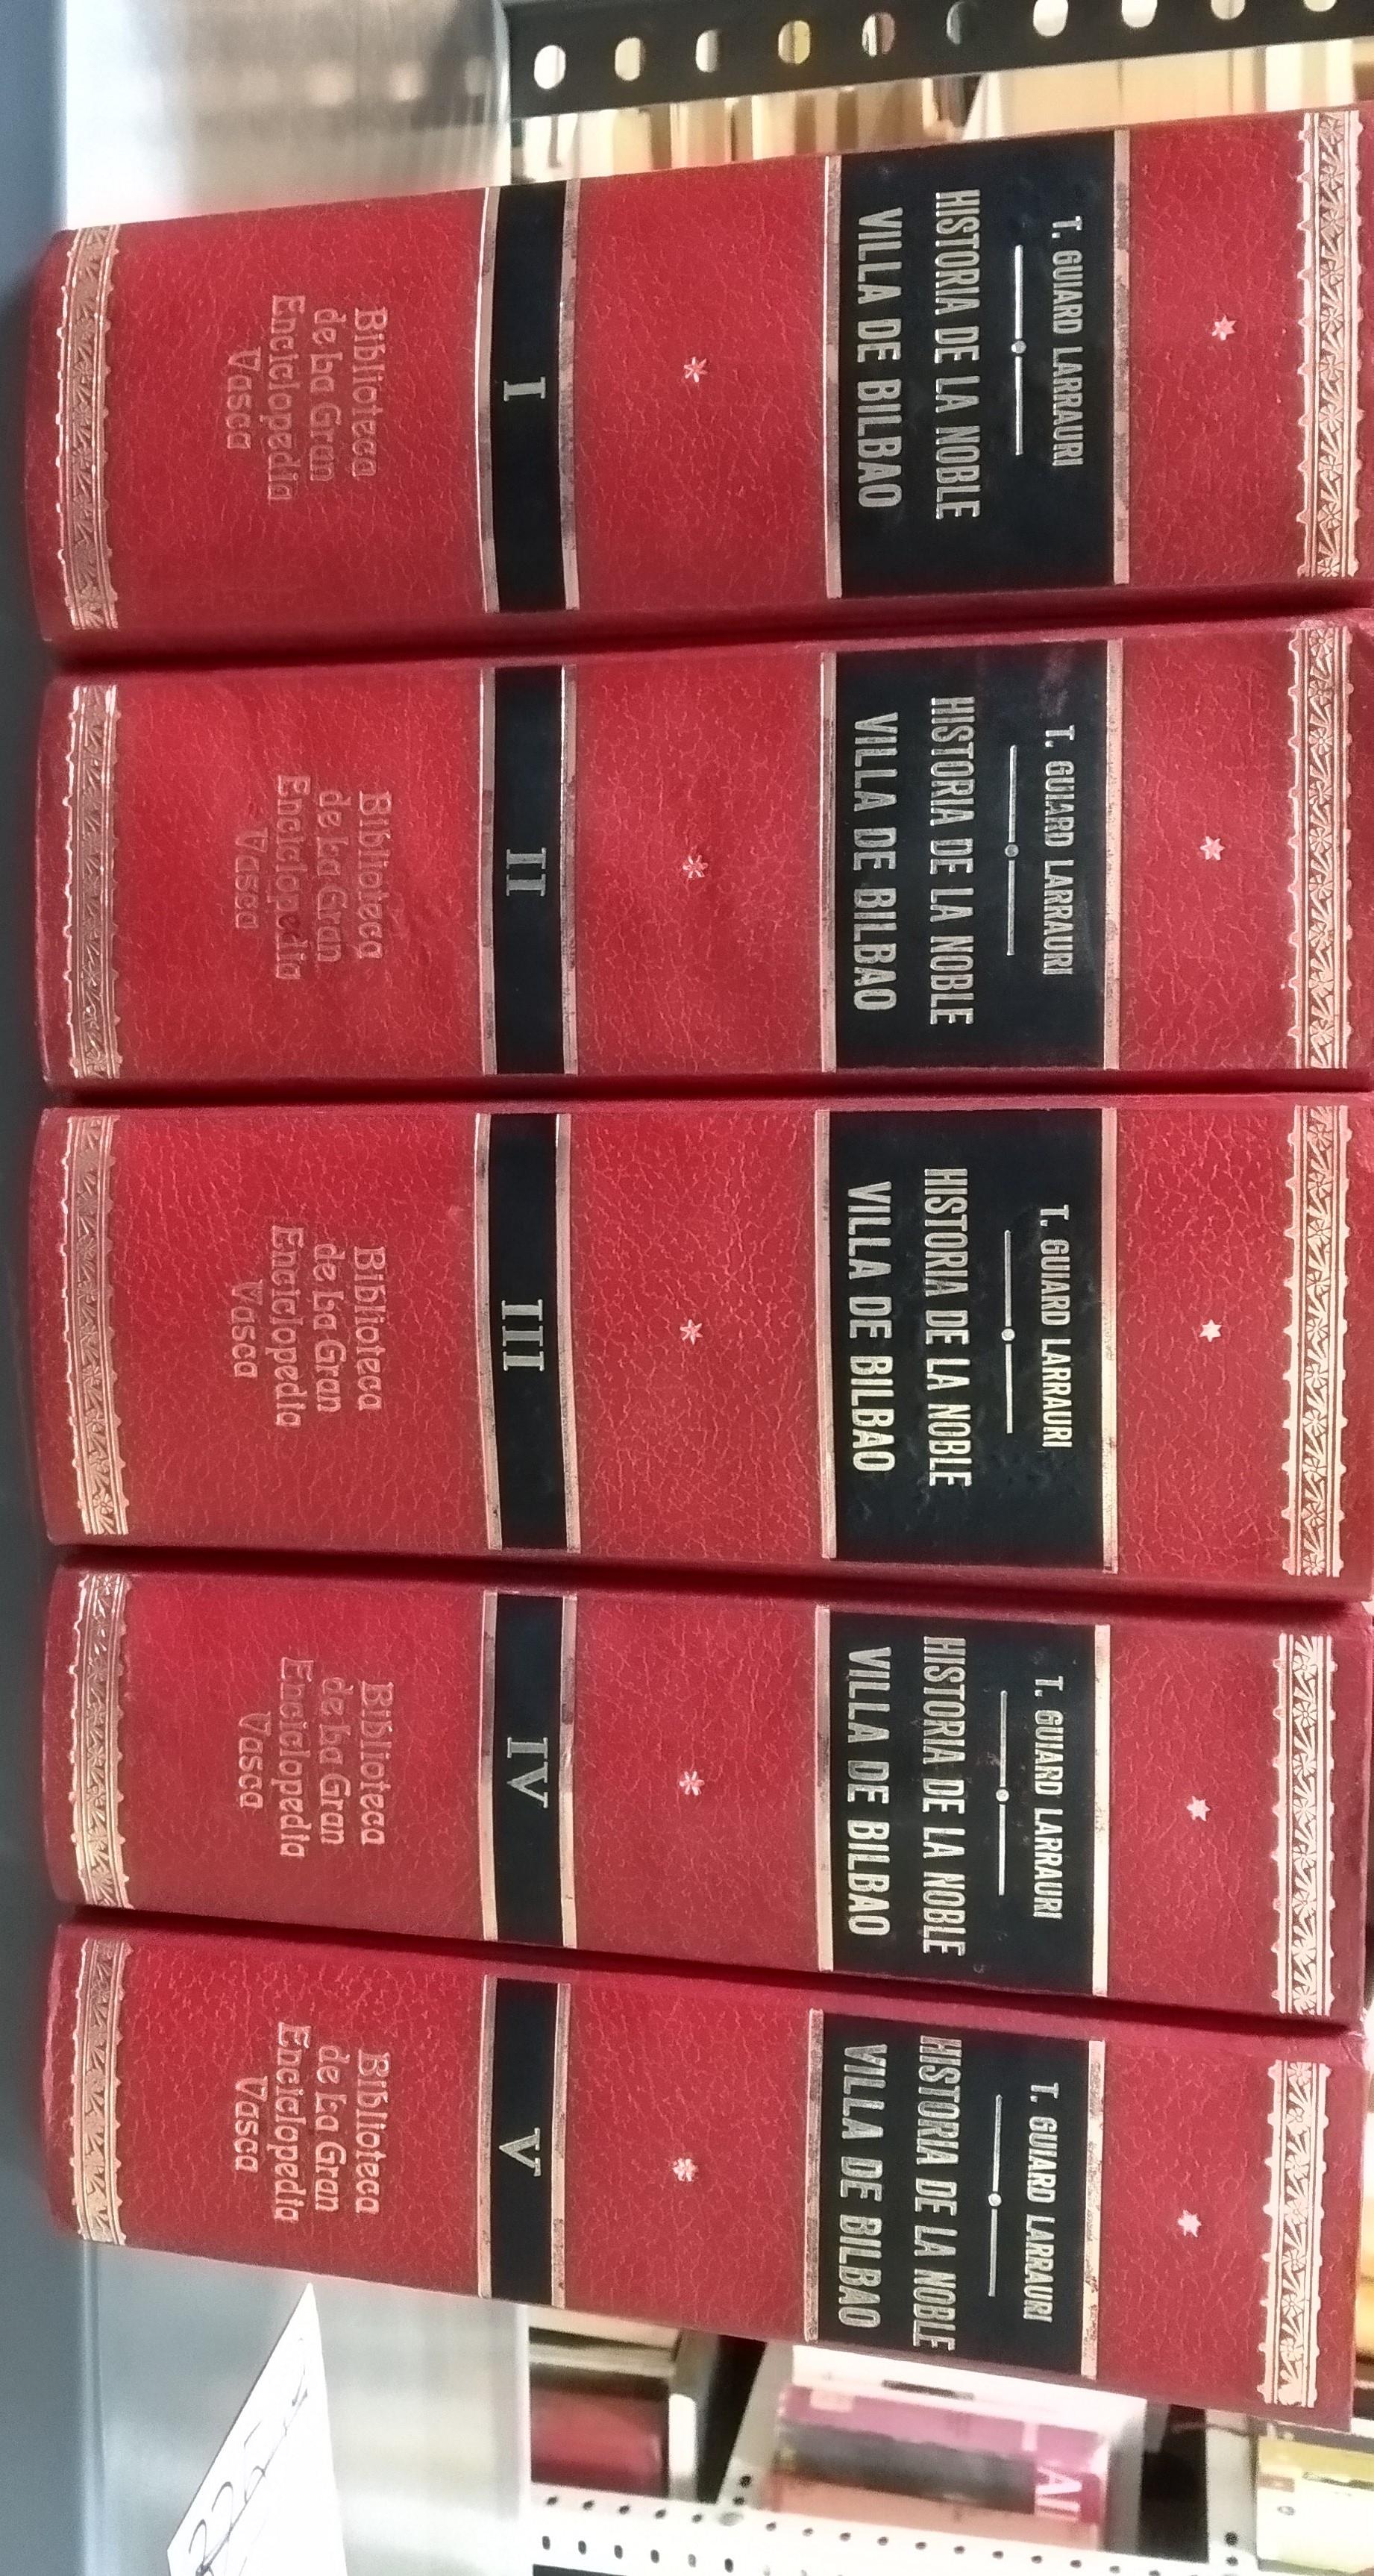 T. GUIARD LARRAURI
HISTORIA DE LA NOBLE
VILLA DE BILBAO
I
Biblioteca
de La Gran
Enciclopedia
Vasca
T. GUIARD LARRAURI
HISTORIA DE LA NOBLE
VILLA DE BILBAO
II
Biblioteca
de La Gran
Enciclopedia
Vasca
T. GUIARD LARRAURI
HISTORIA DE LA NOBLE
VILLA DE BILBAO
III
Biblioteca
de La Gran
Enciclopedia
Vasca
T. GUIARD LARRAURI
HISTORIA DE LA NOBLE
VILLA DE BILBAO
IV
Biblioteca
de La Gran
Enciclopedia
Vasca
T. GUIARD LARRAURI
HISTORIA DE LA NOBLE
VILLA DE BILBAO
V
Biblioteca
de La Gran
Enciclopedia
Vasca